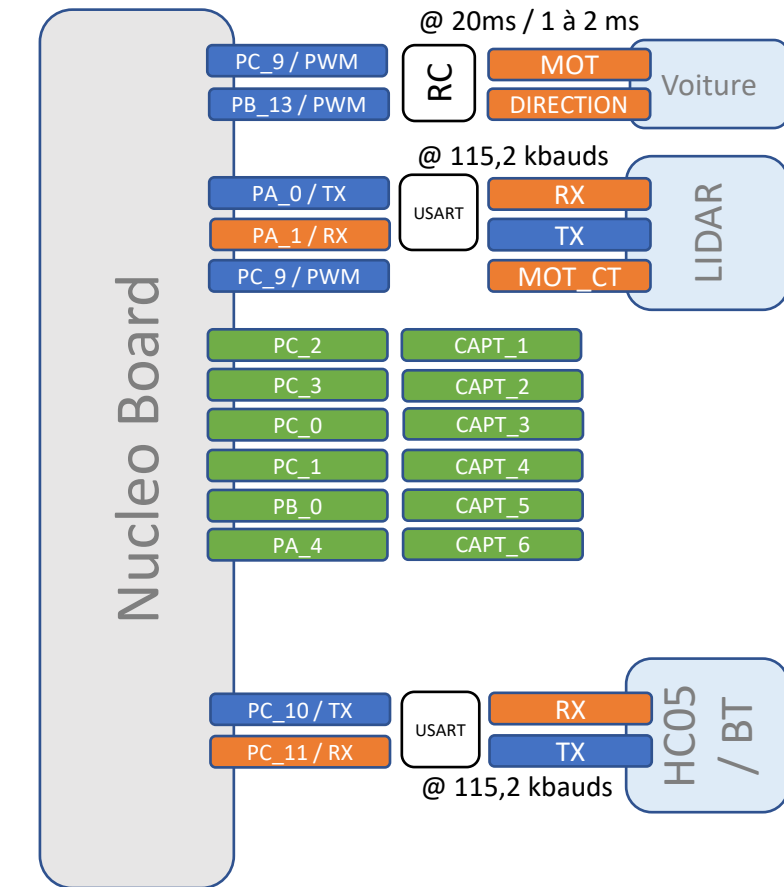 @ 20ms / 1 à 2 ms
PC_9 / PWM
RC
MOT
Voiture
PB_13 / PWM
DIRECTION
@ 115,2 kbauds
PA_0 / TX
USART
RX
LIDAR
PA_1 / RX
TX
PC_9 / PWM
MOT_CT
Nucleo Board
PC_2
CAPT_1
PC_3
CAPT_2
PC_0
CAPT_3
PC_1
CAPT_4
PB_0
CAPT_5
PA_4
CAPT_6
PC_10 / TX
USART
RX
HC05
/ BT
PC_11 / RX
TX
@ 115,2 kbauds